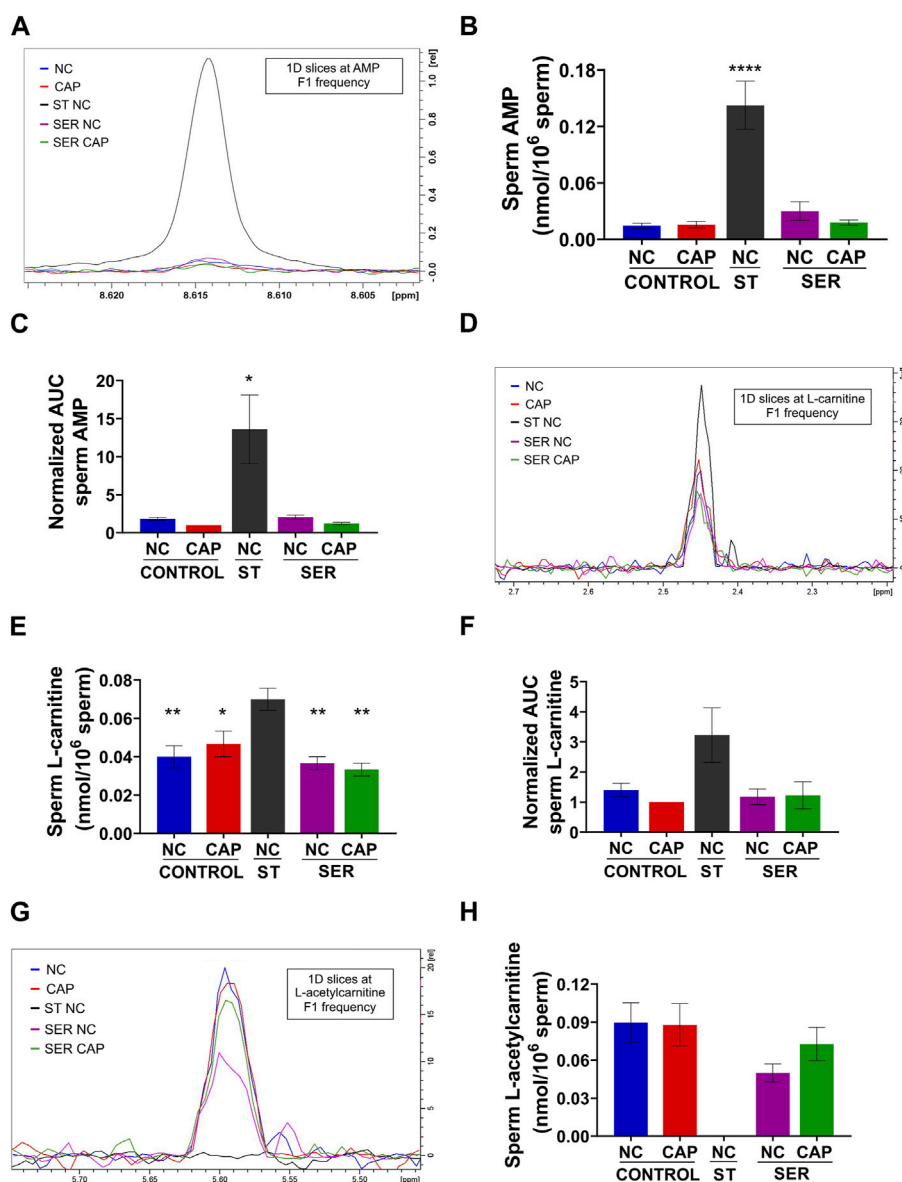 A
NC
CAP
ST NC
SER NC
SER CAP
1D slices at AMP
F1 frequency
[rel]
1.0
0.8
0.6
0.4
0.2
0.0
8.620
8.615
8.610
8.605
[ppm]
B
Sperm AMP
(nmol/10⁶ sperm)
0.18
0.12
0.06
0.00
****
NC CAP NC NC CAP
CONTROL ST SER
C
Normalized AUC
sperm AMP
20
15
10
5
0
*
NC CAP NC NC CAP
CONTROL ST SER
D
NC
CAP
ST NC
SER NC
SER CAP
1D slices at L-carnitine
F1 frequency
2.7
2.6
2.5
2.4
2.3
[ppm]
E
Sperm L-carnitine
(nmol/10⁶ sperm)
0.08
0.06
0.04
0.02
0.00
** * ** **
NC CAP NC NC CAP
CONTROL ST SER
F
Normalized AUC
sperm L-carnitine
5
4
3
2
1
0
NC CAP NC NC CAP
CONTROL ST SER
G
NC
CAP
ST NC
SER NC
SER CAP
1D slices at
L-acetylcarnitine
F1 frequency
[rel]
20
15
10
5
0
5.70
5.65
5.60
5.55
5.50
[ppm]
H
Sperm L-acetylcarnitine
(nmol/10⁶ sperm)
0.12
0.09
0.06
0.03
0.00
NC CAP NC NC CAP
CONTROL ST SER